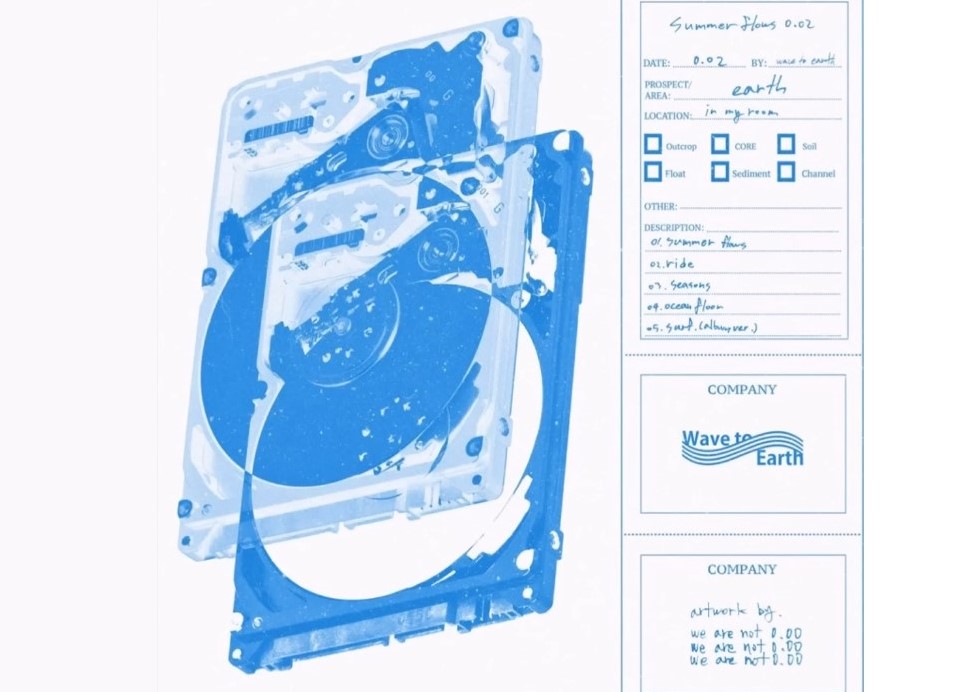 Summer flows 0.02
DATE: 0.02 BY: wave to earth
PROSPECT/
AREA: earth
LOCATION: in my room
Outcrop CORE Soil
Float Sediment Channel
OTHER:
DESCRIPTION:
01. summer flows
02. ride
03. seasons
04. ocean floor
05. surf. (album ver.)
COMPANY
Wave to
Earth
COMPANY
artwork by.
we are not 0.00
we are not 0.00
we are not 0.00